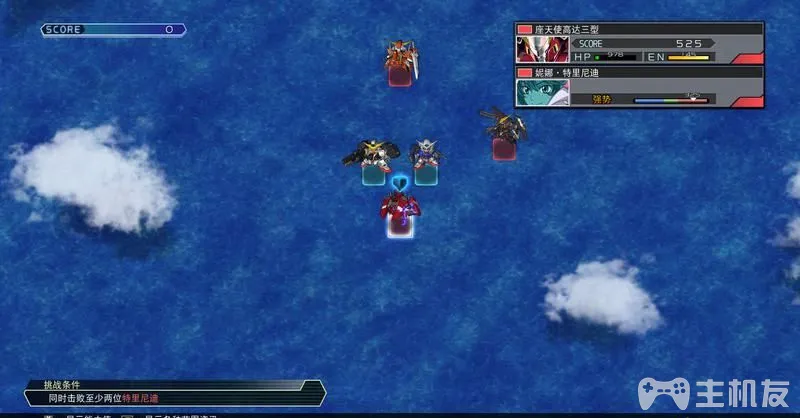 SCORE 0
座天使高达三型
SCORE 525
HP 978 EN 145
妮娜·特里尼迪
强势
挑战条件
同时击败至少两位特里尼迪
主机友